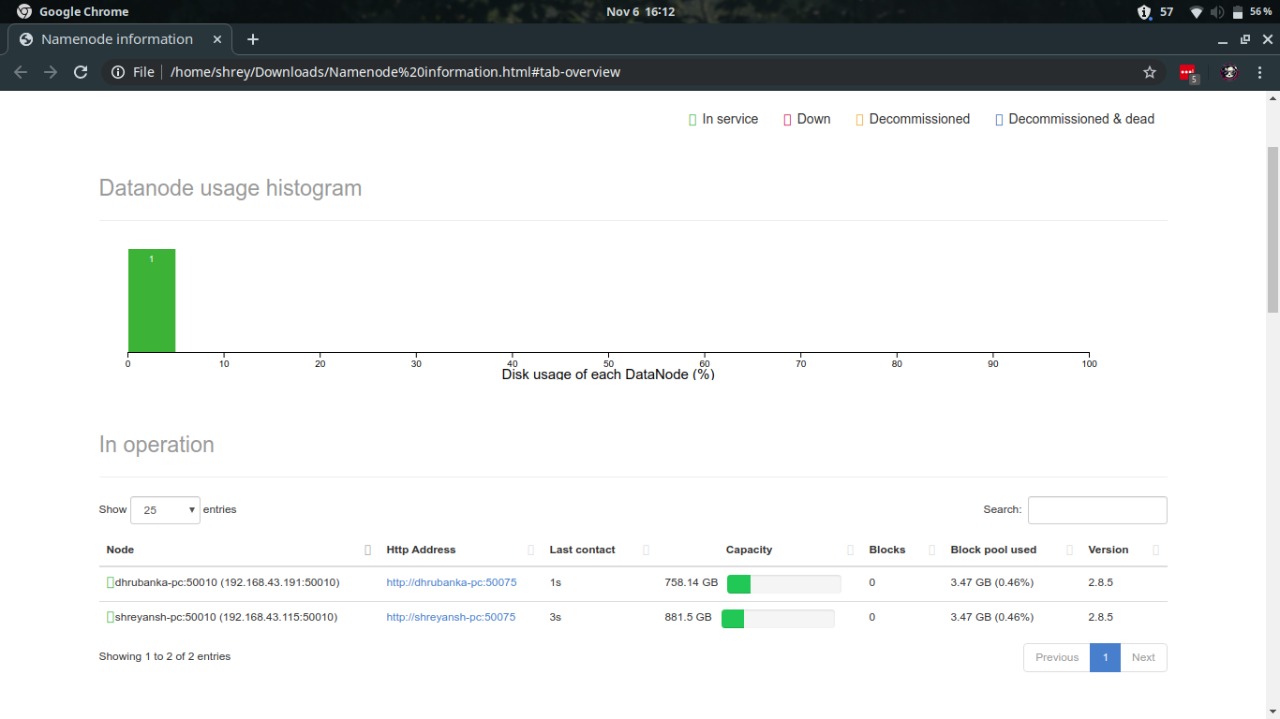 Google Chrome Nov 6 16:12 57 56 %
Namenode information
File /home/shrey/Downloads/Namenode%20information.html#tab-overview 5
In service Down Decommissioned Decommissioned & dead
Datanode usage histogram
1
0 10 20 30 40 50 60 70 80 90 100
Disk usage of each DataNode (%)
In operation
Show 25 entries Search:
Node Http Address Last contact Capacity Blocks Block pool used Version
dhrubanka-pc:50010 (192.168.43.191:50010) http://dhrubanka-pc:50075 1s 758.14 GB 0 3.47 GB (0.46%) 2.8.5
shreyansh-pc:50010 (192.168.43.115:50010) http://shreyansh-pc:50075 3s 881.5 GB 0 3.47 GB (0.46%) 2.8.5
Showing 1 to 2 of 2 entries Previous 1 Next